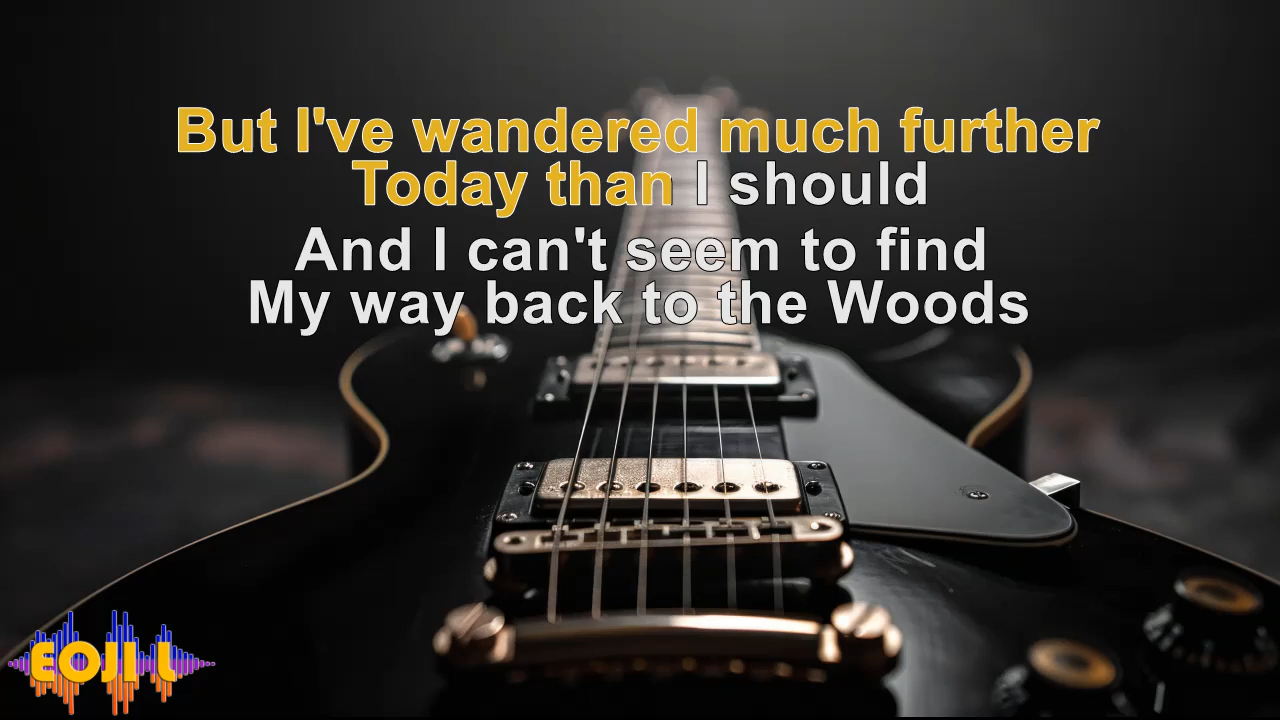 But I've wandered much further
Today than I should
And I can't seem to find
My way back to the Woods
EOJI L